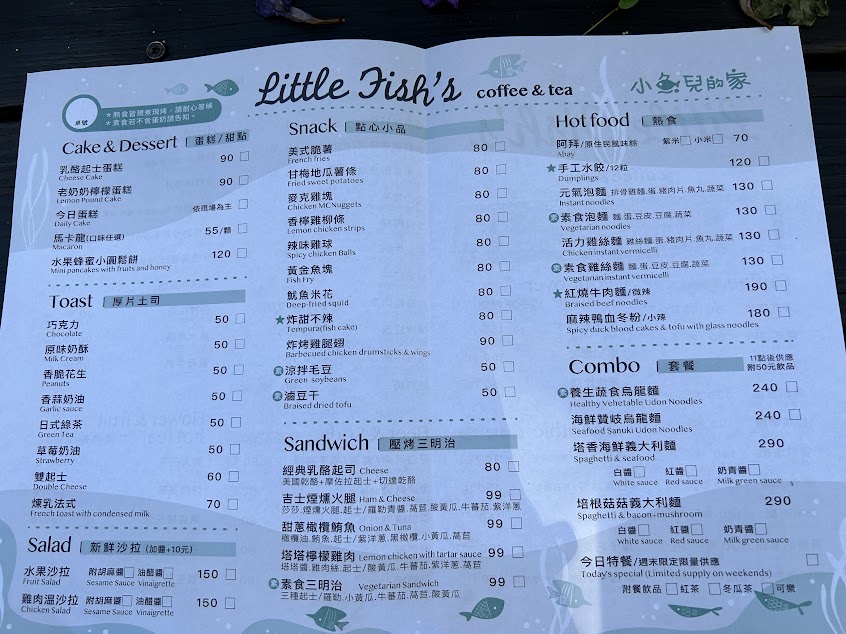 Little Fish's coffee & tea
小魚兒的家
桌號
★熱食皆現煮現烤，請耐心等候
★素食若不食蛋奶請告知。
Cake & Dessert 蛋糕/甜點
乳酪起士蛋糕 90
Cheese Cake
老奶奶檸檬蛋糕 90
Lemon Pound Cake
今日蛋糕 依現場為主
Daily Cake
馬卡龍(口味任選) 55/顆
Macaron
水果蜂蜜小圓鬆餅 120
Mini pancakes with fruits and honey
Toast 厚片土司
巧克力 50
Chocolate
原味奶酥 50
Milk Cream
香脆花生 50
Peanuts
香蒜奶油 50
Garlic sauce
日式綠茶 50
Green Tea
草莓奶油 50
Strawberry
雙起士 60
Double Cheese
煉乳法式 70
French toast with condensed milk
Salad 新鮮沙拉(加醬+10元)
水果沙拉 附胡麻醬 油醋醬 150
Fruit Salad Sesame Sauce Vinaigrette
雞肉溫沙拉 附胡麻醬 油醋醬 150
Chicken Salad Sesame Sauce Vinaigrette
Snack 點心小品
美式脆薯 80
French fries
甘梅地瓜薯條 80
Fried sweet potatoes
麥克雞塊 80
Chicken MCNuggets
香檸雞柳條 80
Lemon chicken strips
辣味雞球 80
Spicy chicken Balls
黃金魚塊 80
Fish Fry
魷魚米花 80
Deep-fried squid
★炸甜不辣 80
Tempura(fish cake)
炸烤雞腿翅 90
Barbecued chicken drumsticks & wings
素 涼拌毛豆 50
Green soybeans
素 滷豆干 50
Braised dried tofu
Sandwich 壓烤三明治
經典乳酪起司 Cheese 80
美國乾酪+摩佐拉起士+切達乾酪
吉士煙燻火腿 Ham & Cheese 99
莎莎.煙燻火腿.起士/羅勒青醬.萵苣.酸黃瓜.牛蕃茄.紫洋蔥
甜蔥橄欖鮪魚 Onion & Tuna 99
橄欖油.鮪魚.起士/紫洋蔥.黑橄欖.小黃瓜.萵苣
塔塔檸檬雞肉 Lemon chicken with tartar sauce 99
塔塔醬.雞肉絲.起士/酸黃瓜.牛蕃茄.紫洋蔥.萵苣
素 素食三明治 Vegetarian Sandwich 99
三種起士/羅勒.小黃瓜.牛蕃茄.萵苣.酸黃瓜
Hot food 熱食
阿拜/原住民風味粽 紫米 小米 70
Abay
★手工水餃/12粒 120
Dumplings
元氣泡麵 排骨雞麵.蛋.豬肉片.魚丸.蔬菜 130
Instant noodles
素 素食泡麵 麵.蛋.豆皮.豆腐.蔬菜 130
Vegetarian noodles
活力雞絲麵 雞絲麵.蛋.豬肉片.魚丸.蔬菜 130
Chicken instant vermicelli
素 素食雞絲麵 麵.蛋.豆皮.豆腐.蔬菜 130
Vegetarian instant vermicelli
★紅燒牛肉麵/微辣 190
Braised beef noodles
麻辣鴨血冬粉/小辣 180
Spicy duck blood cakes & tofu with glass noodles
Combo 套餐
11點後供應
附50元飲品
素 養生蔬食烏龍麵 240
Healthy Vehetable Udon Noodles
海鮮贊岐烏龍麵 240
Seafood Sanuki Udon Noodles
塔香海鮮義大利麵 290
Spaghetti & seafood
白醬 紅醬 奶青醬
White sauce Red sauce Milk green sauce
培根菇菇義大利麵 290
Spaghetti & bacon+mushroom
白醬 紅醬 奶青醬
White sauce Red sauce Milk green sauce
今日特餐/週末限定限量供應
Today's special (Limited supply on weekends)
附餐飲品 紅茶 冬瓜茶 可樂